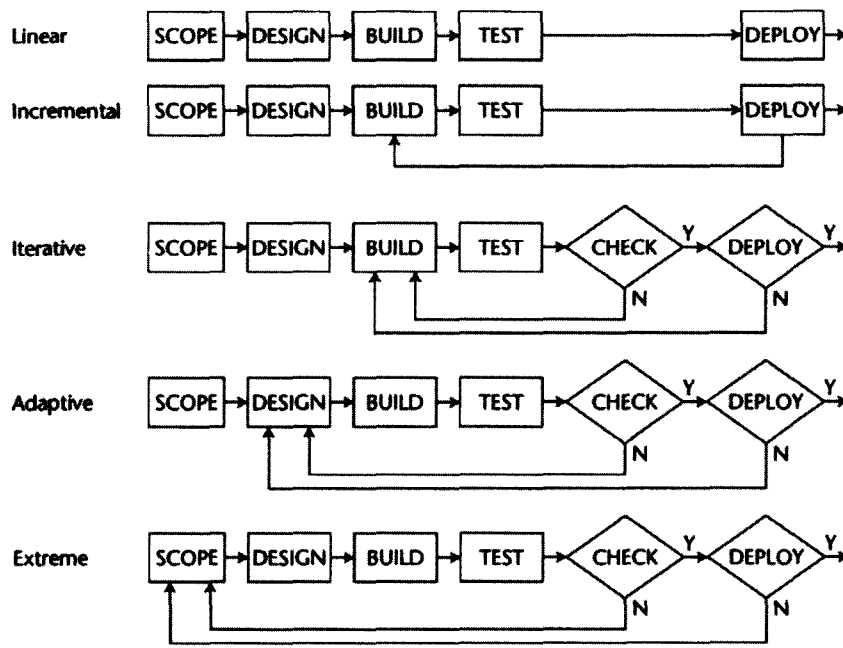 Linear SCOPE DESIGN BUILD TEST DEPLOY
Incremental SCOPE DESIGN BUILD TEST DEPLOY
Iterative SCOPE DESIGN BUILD TEST CHECK Y DEPLOY Y
N N
Adaptive SCOPE DESIGN BUILD TEST CHECK Y DEPLOY Y
N N
Extreme SCOPE DESIGN BUILD TEST CHECK Y DEPLOY Y
N N